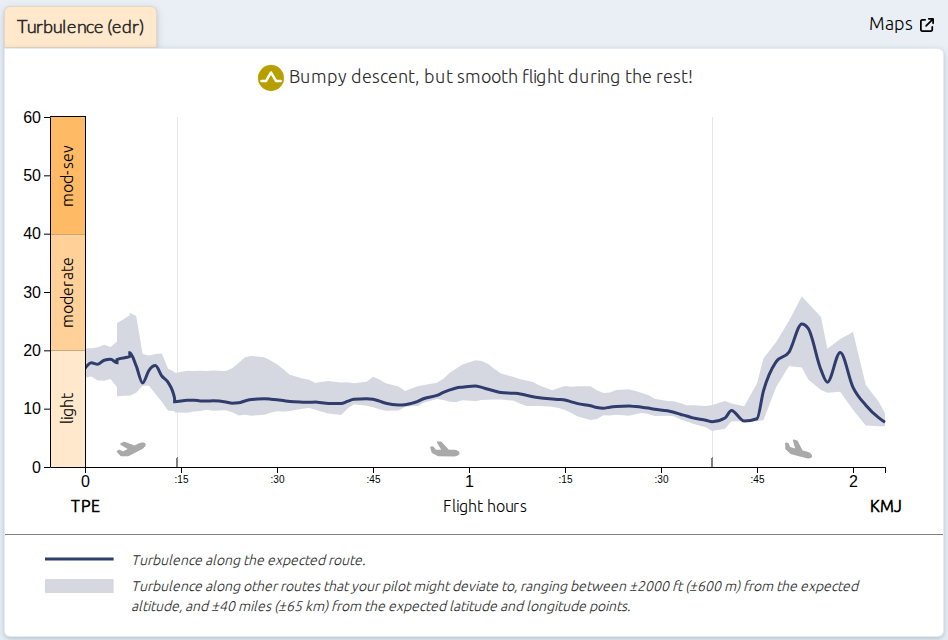 Turbulence (edr)
Maps
Bumpy descent, but smooth flight during the rest!
60
50
40
30
20
10
0
mod-sev
moderate
light
0 :15 :30 :45 1 :15 :30 :45 2
TPE Flight hours KMJ
Turbulence along the expected route.
Turbulence along other routes that your pilot might deviate to, ranging between ±2000 ft (±600 m) from the expected
altitude, and ±40 miles (±65 km) from the expected latitude and longitude points.